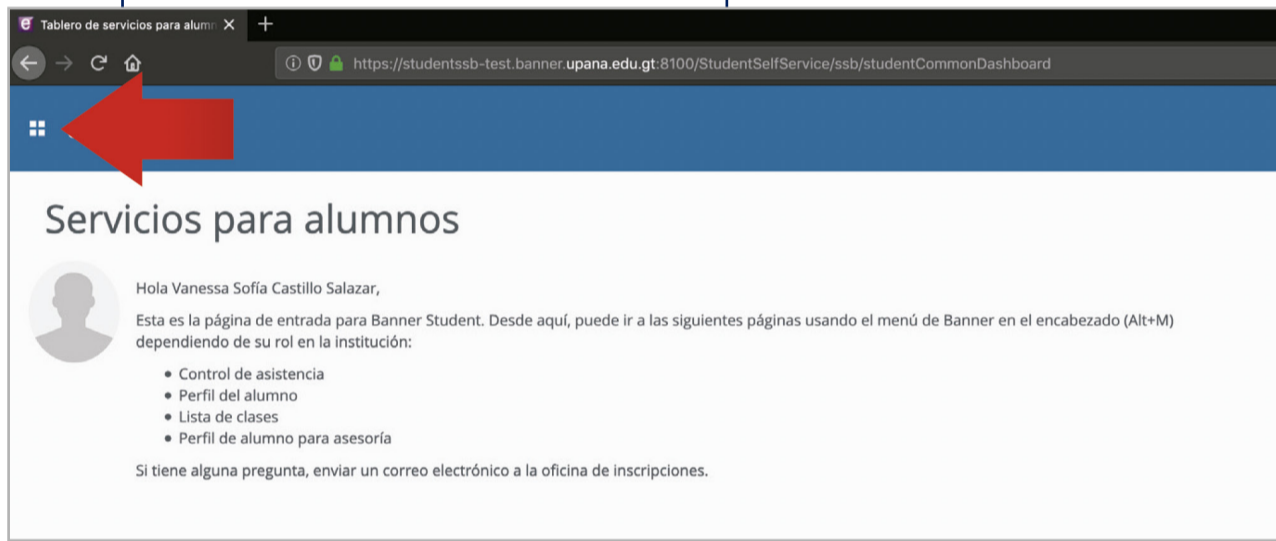 Tablero de servicios para alumn
https://studentssb-test.banner.upana.edu.gt:8100/StudentSelfService/ssb/studentCommonDashboard
Servicios para alumnos
Hola Vanessa Sofía Castillo Salazar,
Esta es la página de entrada para Banner Student. Desde aquí, puede ir a las siguientes páginas usando el menú de Banner en el encabezado (Alt+M)
dependiendo de su rol en la institución:
• Control de asistencia
• Perfil del alumno
• Lista de clases
• Perfil de alumno para asesoría
Si tiene alguna pregunta, enviar un correo electrónico a la oficina de inscripciones.